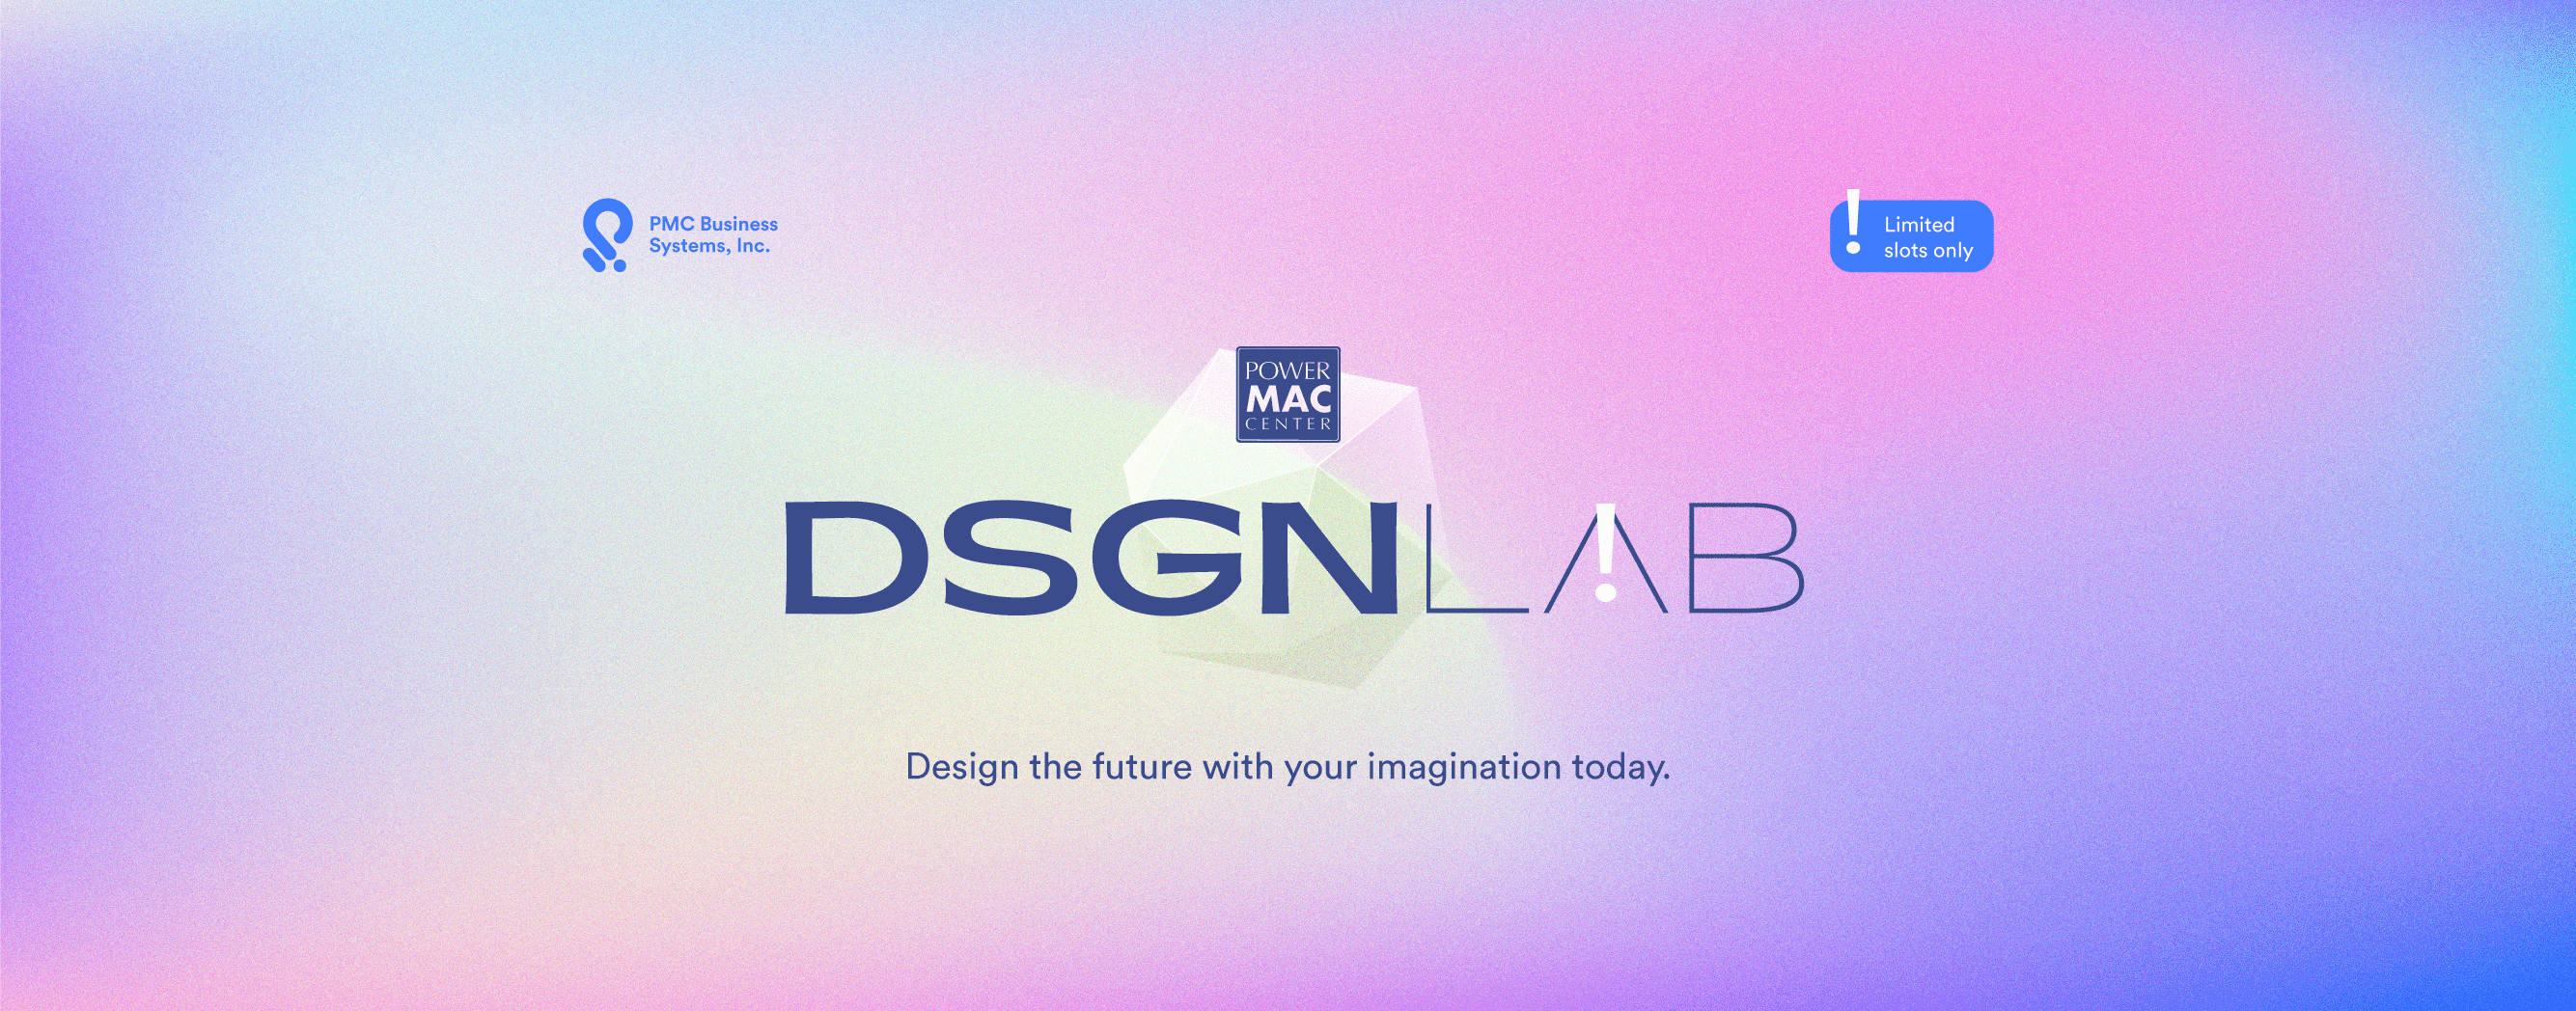 PMC Business
Systems, Inc.
!
Limited
slots only
POWER
MAC
CENTER
DSGNLAB
Design the future with your imagination today.